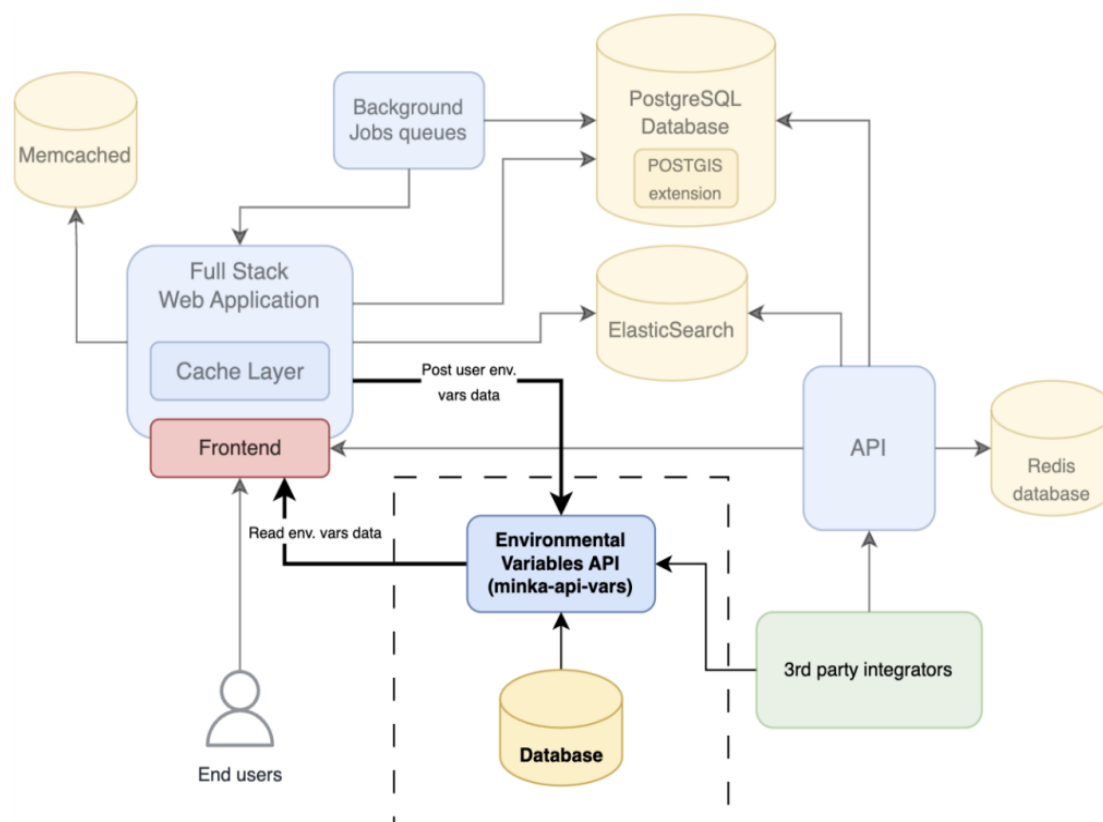 Memcached
Background
Jobs queues
PostgreSQL
Database
POSTGIS
extension
Full Stack
Web Application
Cache Layer
Frontend
ElasticSearch
Post user env.
vars data
API
Redis
database
Read env. vars data
Environmental
Variables API
(minka-api-vars)
3rd party integrators
Database
End users